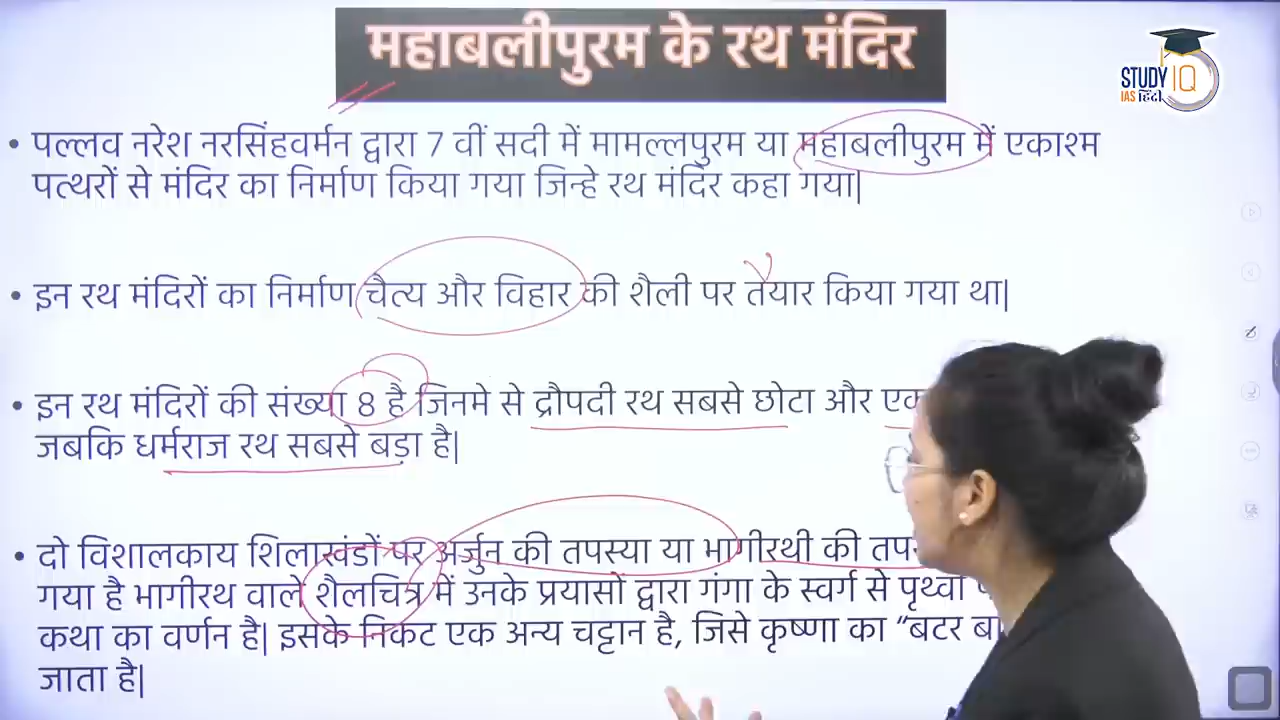 महाबलीपुरम के रथ मंदिर
STUDY IQ
IAS हिंदी
• पल्लव नरेश नरसिंहवर्मन द्वारा 7 वीं सदी में मामल्लपुरम या महाबलीपुरम में एकाश्म
पत्थरों से मंदिर का निर्माण किया गया जिन्हे रथ मंदिर कहा गया|
• इन रथ मंदिरों का निर्माण चैत्य और विहार की शैली पर तैयार किया गया था|
• इन रथ मंदिरों की संख्या 8 है जिनमे से द्रौपदी रथ सबसे छोटा और
जबकि धर्मराज रथ सबसे बड़ा है|
• दो विशालकाय शिलाखंडों पर अर्जुन की तपस्या या भागीरथी की
गया है भागीरथ वाले शैलचित्र में उनके प्रयासों द्वारा गंगा के स्वर्ग से पृथ्वी
कथा का वर्णन है| इसके निकट एक अन्य चट्टान है, जिसे कृष्णा का “बटर
जाता है|